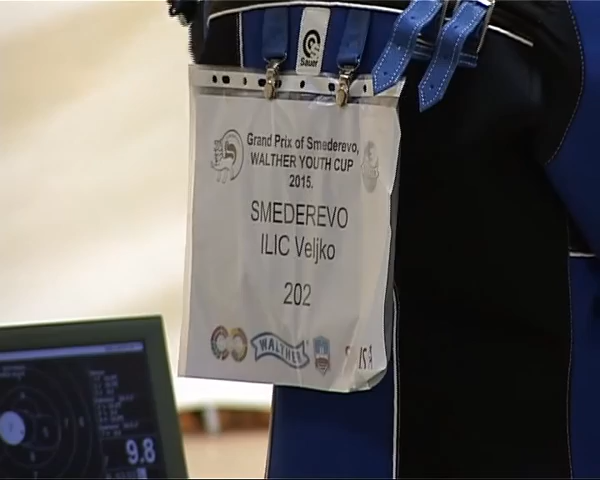 Sauer
Grand Prix of Smederevo,
WALTHER YOUTH CUP
2015.
SMEDEREVO
ILIC Veljko
202
WALTHER
9.8